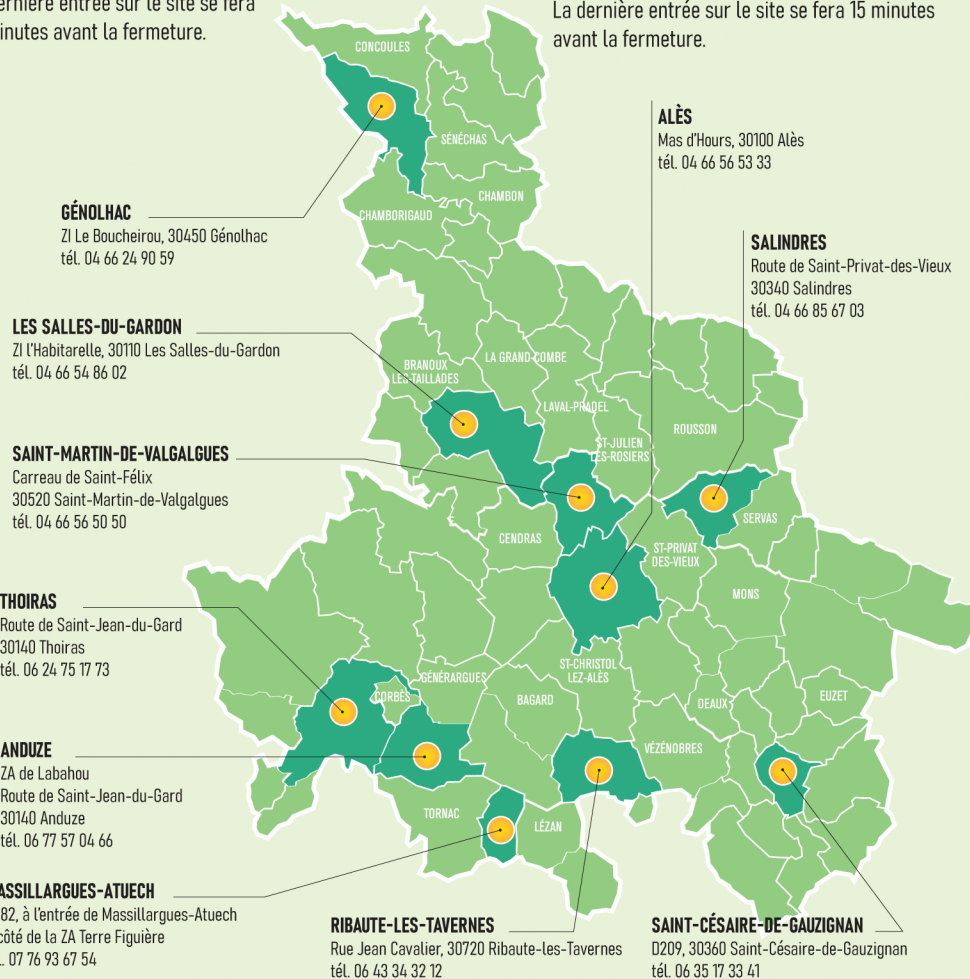 minutes avant la fermeture.
La dernière entrée sur le site se fera 15 minutes
avant la fermeture.
CONCOULES
SÉNÉCHAS
CHAMBON
CHAMBORIGAUD
ALÈS
Mas d'Hours, 30100 Alès
tél. 04 66 56 53 33
GÉNOLHAC
ZI Le Boucheirou, 30450 Génolhac
tél. 04 66 24 90 59
SALINDRES
Route de Saint-Privat-des-Vieux
30340 Salindres
tél. 04 66 85 67 03
LES SALLES-DU-GARDON
ZI l'Habitarelle, 30110 Les Salles-du-Gardon
tél. 04 66 54 86 02
BRANOUX
LES-TAILLADES
LA GRAND-COMBE
LAVAL-PRADEL
ST-JULIEN
LES-ROSIERS
ROUSSON
SAINT-MARTIN-DE-VALGALGUES
Carreau de Saint-Félix
30520 Saint-Martin-de-Valgalgues
tél. 04 66 56 50 50
SERVAS
CENDRAS
ST-PRIVAT
DES-VIEUX
MONS
THOIRAS
Route de Saint-Jean-du-Gard
30140 Thoiras
tél. 06 24 75 17 73
GÉNÉRARGUES
CORBÈS
BAGARD
ST-CHRISTOL
LEZ-ALÈS
DEAUX
EUZET
VÉZÉNOBRES
ANDUZE
ZA de Labahou
Route de Saint-Jean-du-Gard
30140 Anduze
tél. 06 77 57 04 66
TORNAC
LÉZAN
ASSILLARGUES-ATUECH
82, à l'entrée de Massillargues-Atuech
côté de la ZA Terre Figuière
07 76 93 67 54
RIBAUTE-LES-TAVERNES
Rue Jean Cavalier, 30720 Ribaute-les-Tavernes
tél. 06 43 34 32 12
SAINT-CÉSAIRE-DE-GAUZIGNAN
D209, 30360 Saint-Césaire-de-Gauzignan
tél. 06 35 17 33 41